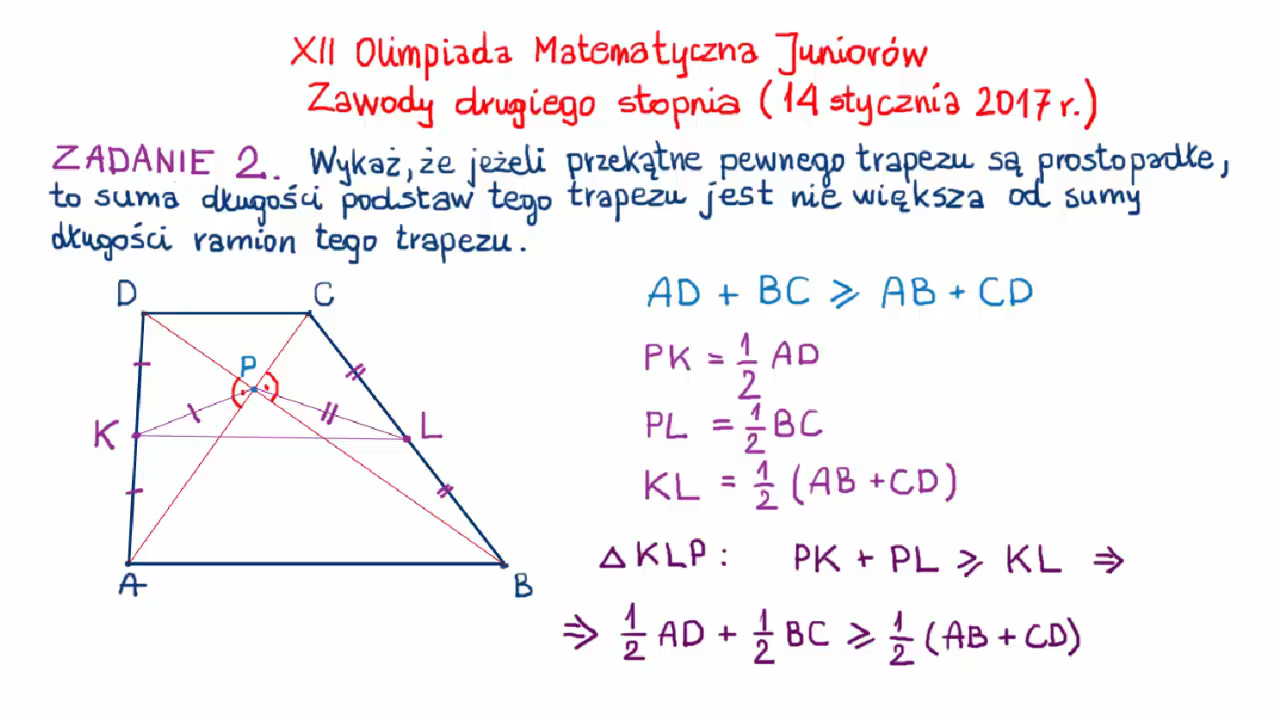 XII Olimpiada Matematyczna Juniorów
Zawody drugiego stopnia (14 stycznia 2017 r.)
ZADANIE 2. Wykaż, że jeżeli przekątne pewnego trapezu są prostopadłe,
to suma długości podstaw tego trapezu jest nie większa od sumy
długości ramion tego trapezu.
D C
P
K L
A B
AD + BC ⩾ AB + CD
PK = 1/2 AD
PL = 1/2 BC
KL = 1/2 (AB + CD)
△KLP: PK + PL ⩾ KL ⇒
⇒ 1/2 AD + 1/2 BC ⩾ 1/2 (AB + CD)